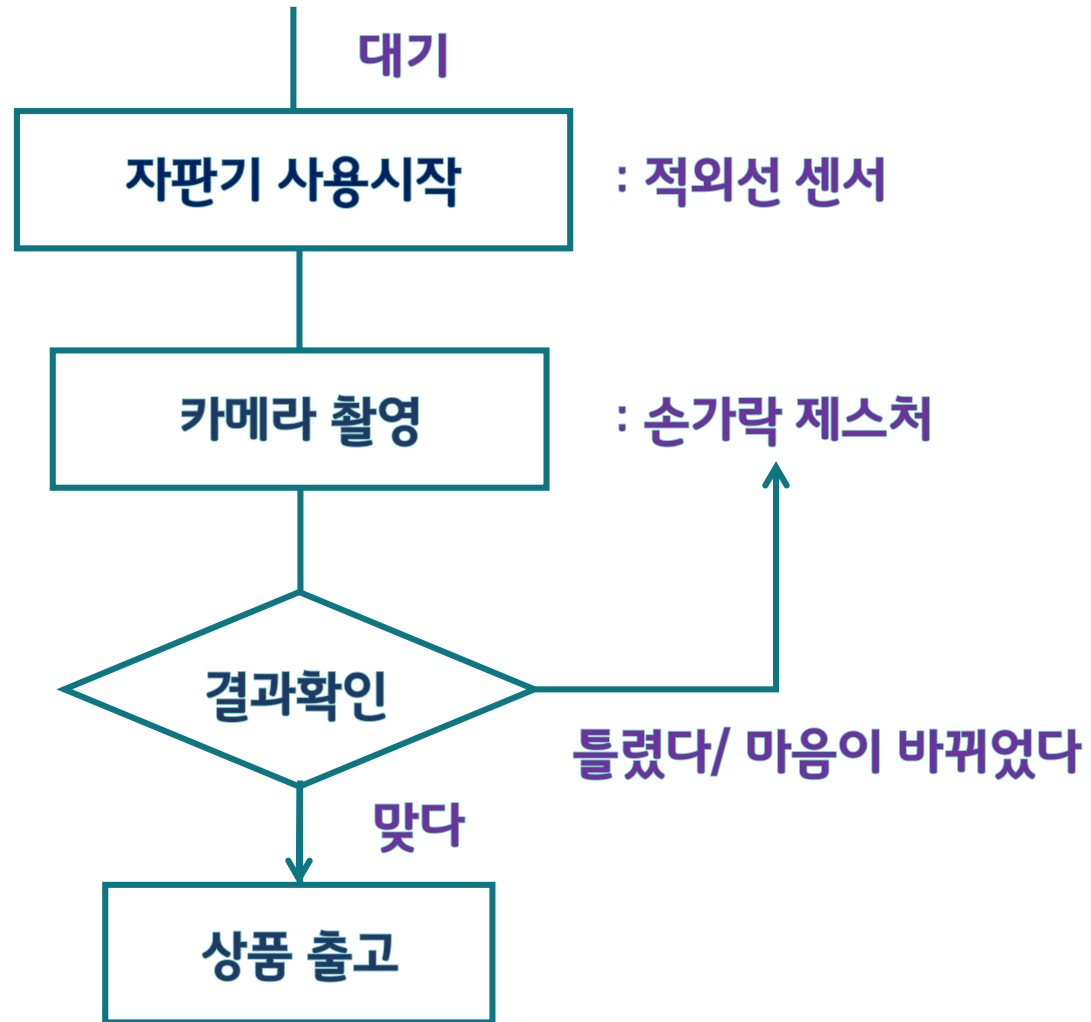 대기
자판기 사용시작
: 적외선 센서
카메라 촬영
: 손가락 제스처
결과확인
틀렸다/ 마음이 바뀌었다
맞다
상품 출고